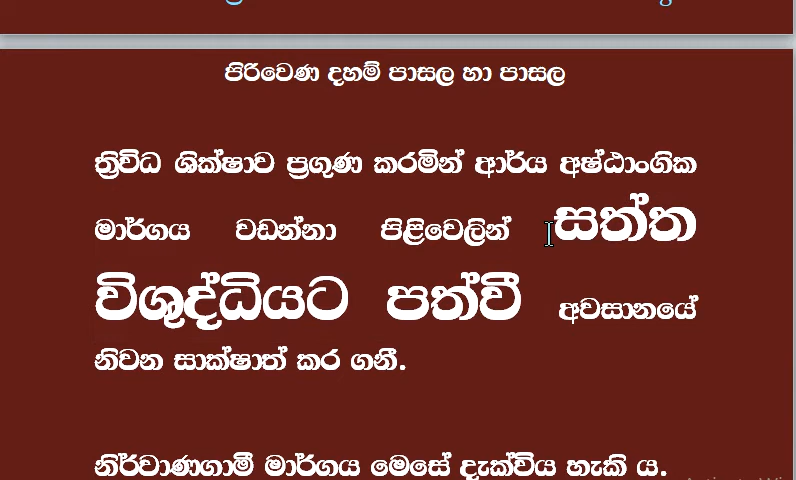 පිරිවෙණ දහම් පාසල හා පාසල
ත්‍රිවිධ ශික්ෂාව ප්‍රගුණ කරමින් ආර්ය අෂ්ඨාංගික
මාර්ගය වඩන්නා පිළිවෙලින් සත්ත
විශුද්ධියට පත්වී අවසානයේ
නිවන සාක්ෂාත් කර ගනී.
නිර්වාණගාමී මාර්ගය මෙසේ දැක්විය හැකි ය.